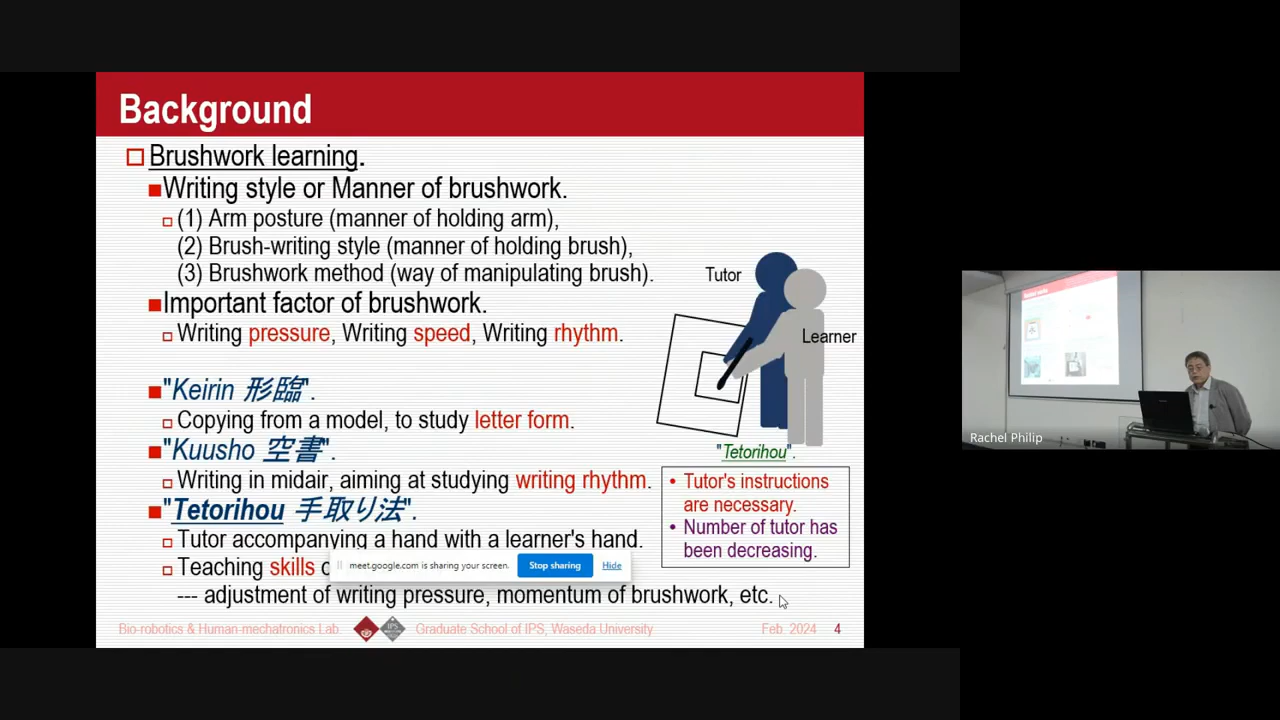 Background
Brushwork learning.
Writing style or Manner of brushwork.
(1) Arm posture (manner of holding arm),
(2) Brush-writing style (manner of holding brush),
(3) Brushwork method (way of manipulating brush).
Important factor of brushwork.
Writing pressure, Writing speed, Writing rhythm.
"Keirin 形臨".
Copying from a model, to study letter form.
"Kuusho 空書".
Writing in midair, aiming at studying writing rhythm.
"Tetorihou 手取り法".
Tutor accompanying a hand with a learner's hand.
Teaching skills
--- adjustment of writing pressure, momentum of brushwork, etc.
Tutor
Learner
"Tetorihou".
• Tutor's instructions
are necessary.
• Number of tutor has
been decreasing.
meet.google.com is sharing your screen. Stop sharing Hide
Bio-robotics & Human-mechatronics Lab. Graduate School of IPS, Waseda University Feb. 2024 4
Rachel Philip